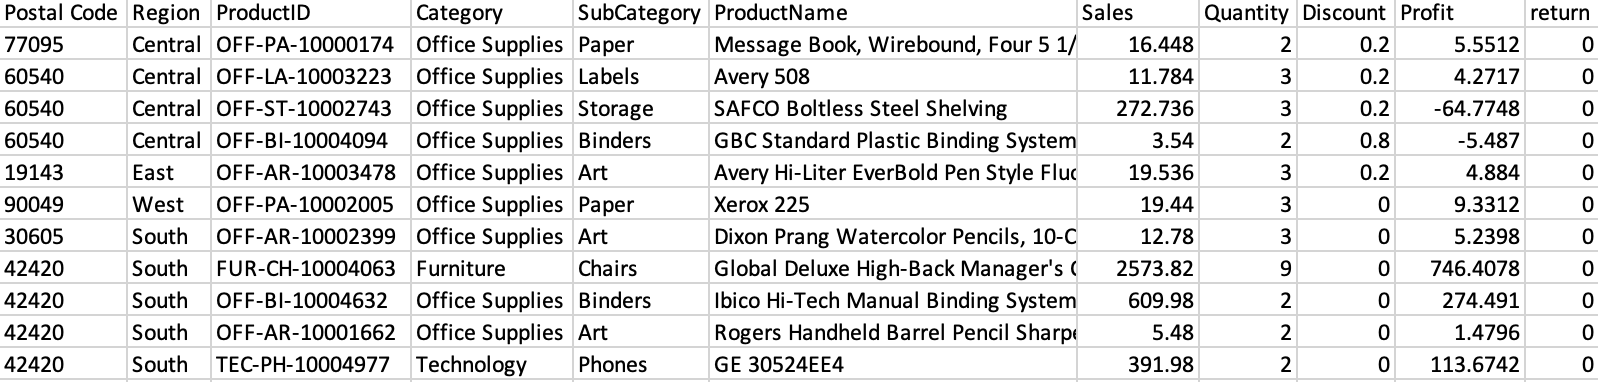 Postal Code Region ProductID Category SubCategory ProductName Sales Quantity Discount Profit return
77095 Central OFF-PA-10000174 Office Supplies Paper Message Book, Wirebound, Four 5 1/ 16.448 2 0.2 5.5512 0
60540 Central OFF-LA-10003223 Office Supplies Labels Avery 508 11.784 3 0.2 4.2717 0
60540 Central OFF-ST-10002743 Office Supplies Storage SAFCO Boltless Steel Shelving 272.736 3 0.2 -64.7748 0
60540 Central OFF-BI-10004094 Office Supplies Binders GBC Standard Plastic Binding System 3.54 2 0.8 -5.487 0
19143 East OFF-AR-10003478 Office Supplies Art Avery Hi-Liter EverBold Pen Style 19.536 3 0.2 4.884 0
90049 West OFF-PA-10002005 Office Supplies Paper Xerox 225 19.44 3 0 9.3312 0
30605 South OFF-AR-10002399 Office Supplies Art Dixon Prang Watercolor Pencils, 10-C 12.78 3 0 5.2398 0
42420 South FUR-CH-10004063 Furniture Chairs Global Deluxe High-Back Manager's 2573.82 9 0 746.4078 0
42420 South OFF-BI-10004632 Office Supplies Binders Ibico Hi-Tech Manual Binding System 609.98 2 0 274.491 0
42420 South OFF-AR-10001662 Office Supplies Art Rogers Handheld Barrel Pencil Sharpe 5.48 2 0 1.4796 0
42420 South TEC-PH-10004977 Technology Phones GE 30524EE4 391.98 2 0 113.6742 0